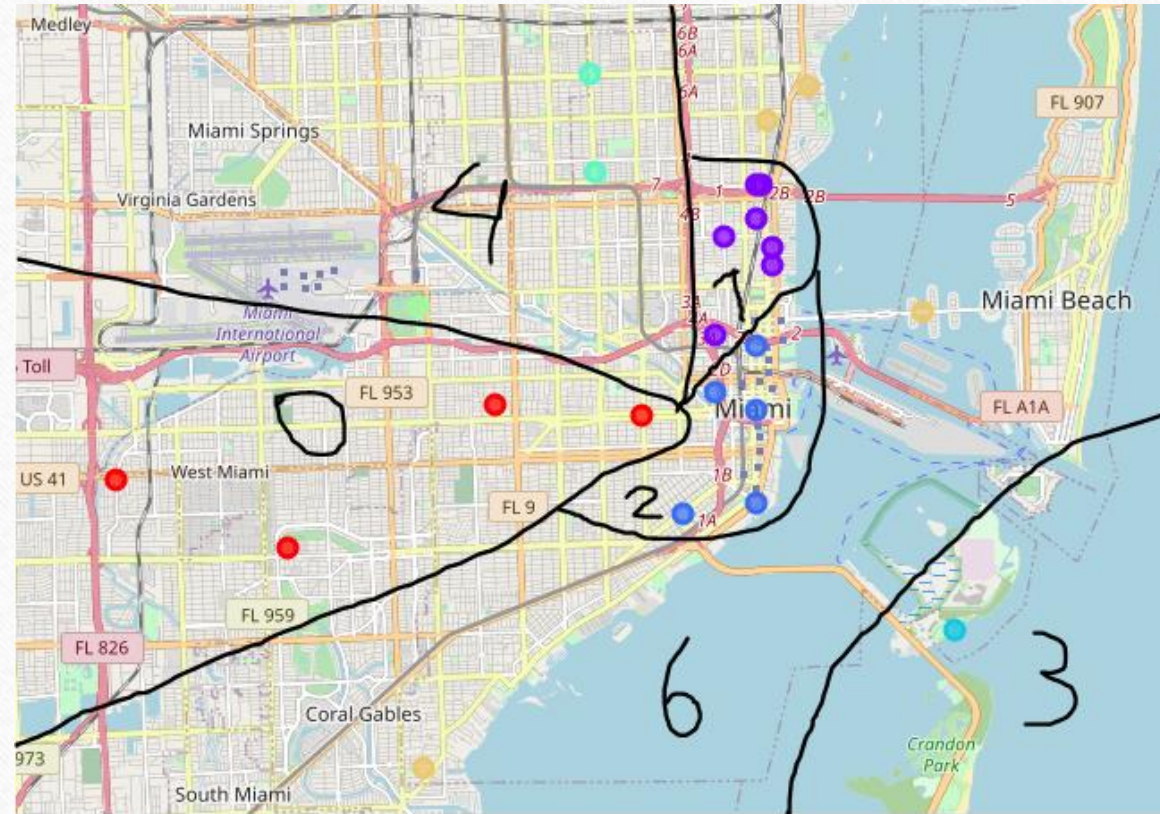 Medley
6B
6A
6A
FL 907
Miami Springs
4
7
1
2B
2B
5
Virginia Gardens
4B
1
3A
2A
2
Miami Beach
Miami
International
Airport
Toll
2D
FL 953
Miami
FL A1A
0
US 41
West Miami
1B
FL 9
2
1A
FL 959
FL 826
6
3
Coral Gables
973
Crandon
Park
South Miami